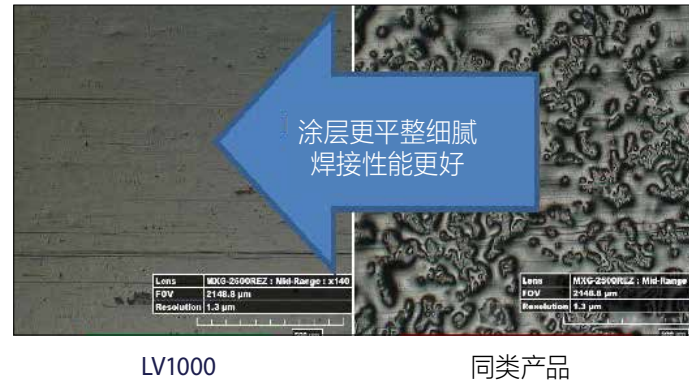 涂层更平整细腻
焊接性能更好
Lens MXG-2500REZ : Mid-Range : x140
FOV 2148.8 µm
Resolution 1.3 µm
Lens MXG-2500REZ : Mid-Range
FOV 2148.8 µm
Resolution 1.3 µm
LV1000
同类产品